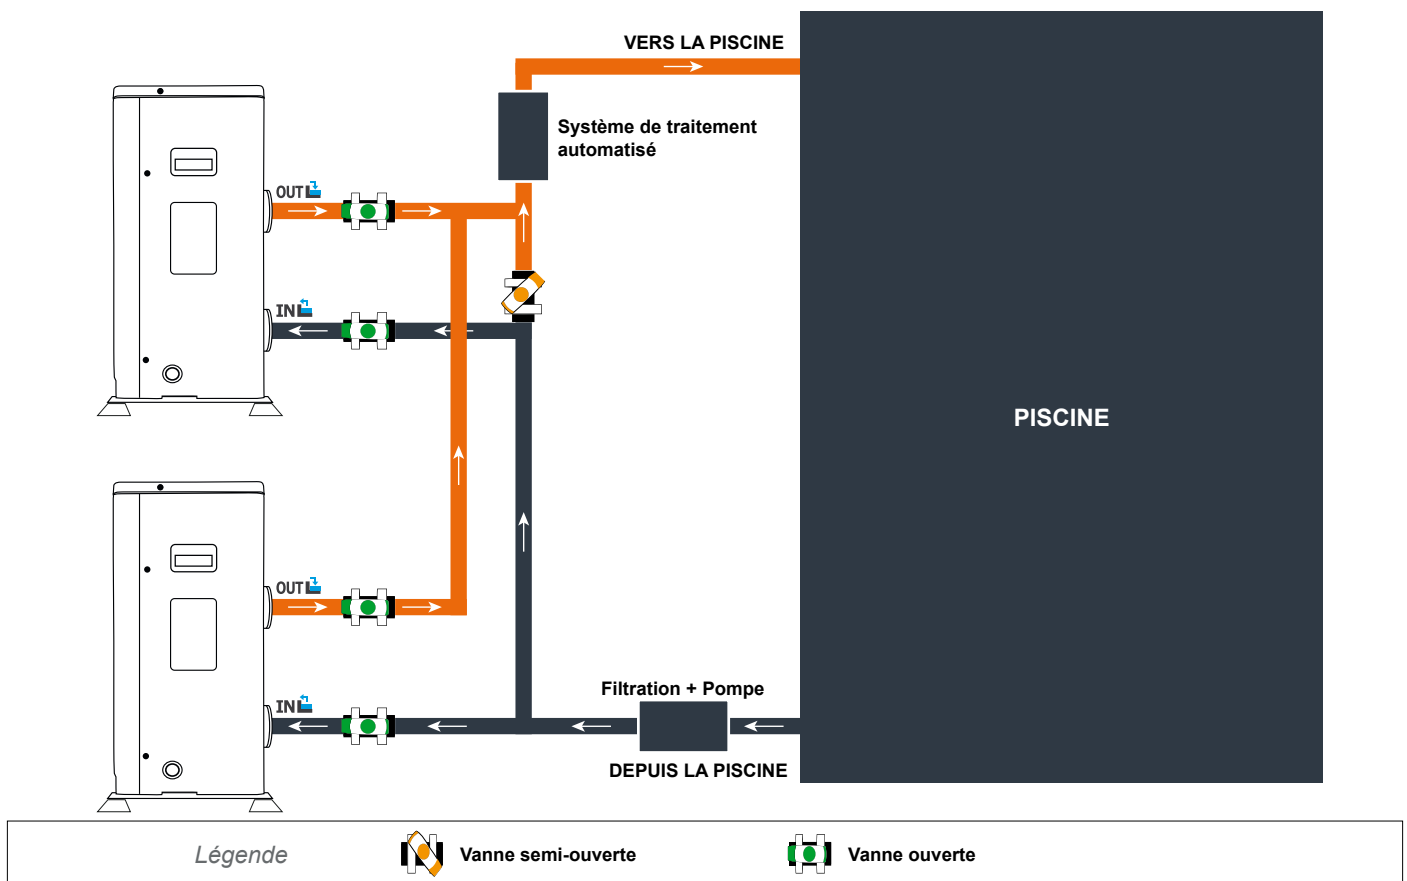 VERS LA PISCINE
Système de traitement
automatisé
OUT
IN
PISCINE
OUT
IN
Filtration + Pompe
DEPUIS LA PISCINE
Légende
Vanne semi-ouverte
Vanne ouverte